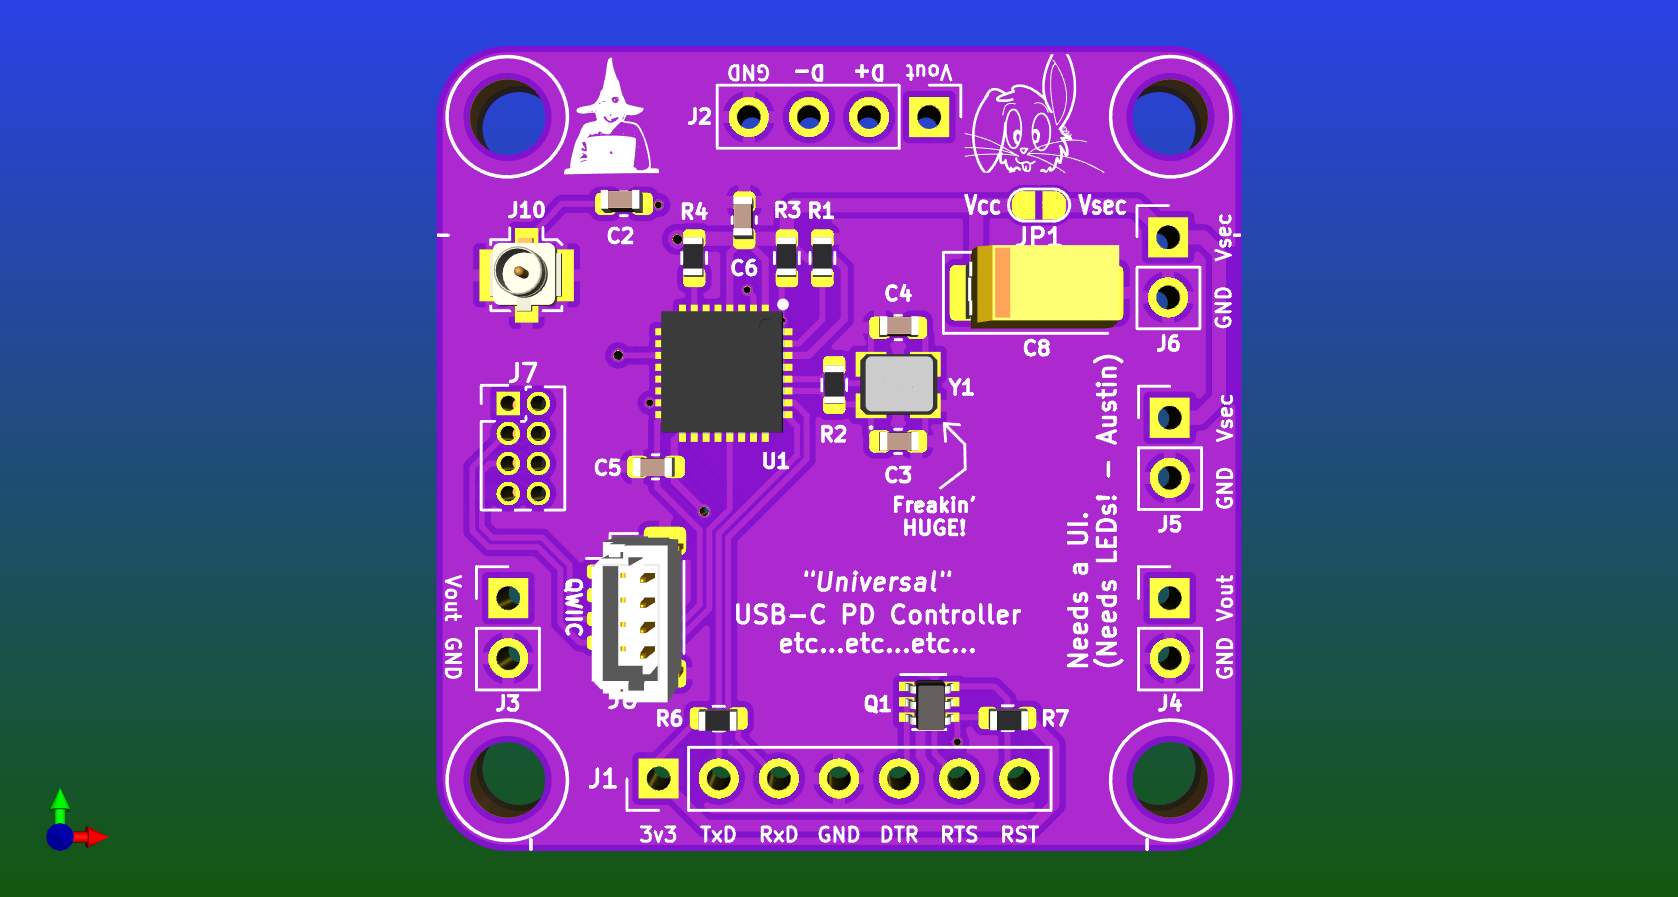 GND D- D+ Vout
J2
J10
C2
R4
C6
R3 R1
Vcc Vsec
JP1
Vsec
GND
J6
C8
C4
J7
Y1
R2
U1
C5
C3
Freakin'
HUGE!
Vsec
GND
J5
Needs a UI.
(Needs LEDs! - Austin)
QWIIC
"Universal"
USB-C PD Controller
etc...etc...etc...
Vout
GND
J3
Vout
GND
J4
R6
Q1
R7
J1
3v3 TxD RxD GND DTR RTS RST